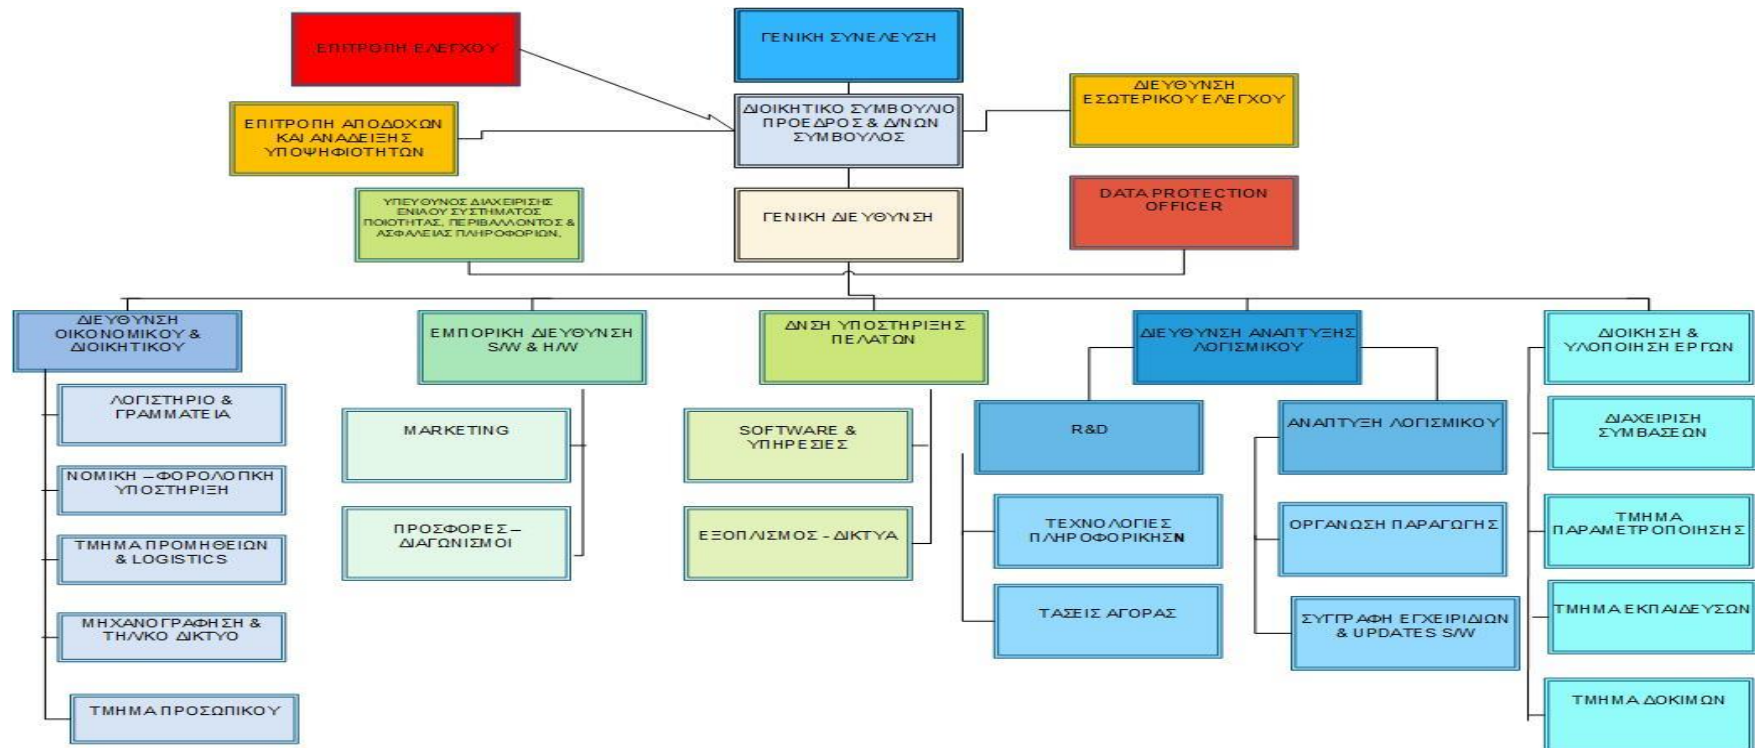 ΕΠΙΤΡΟΠΗ ΕΛΕΓΧΟΥ
ΓΕΝΙΚΗ ΣΥΝΕΛΕΥΣΗ
ΕΠΙΤΡΟΠΗ ΑΠΟΔΟΧΩΝ
ΚΑΙ ΑΝΑΔΕΙΞΗΣ
ΥΠΟΨΗΦΙΟΤΗΤΩΝ
ΔΙΟΙΚΗΤΙΚΟ ΣΥΜΒΟΥΛΙΟ
ΠΡΟΕΔΡΟΣ & Δ/ΝΩΝ
ΣΥΜΒΟΥΛΟΣ
ΔΙΕΥΘΥΝΣΗ
ΕΣΩΤΕΡΙΚΟΥ ΕΛΕΓΧΟΥ
ΥΠΕΥΘΥΝΟΣ ΔΙΑΧΕΙΡΙΣΗΣ
ΕΝΙΑΟΥ ΣΥΣΤΗΜΑΤΟΣ
ΠΟΙΟΤΗΤΑΣ, ΠΕΡΙΒΑΛΛΟΝΤΟΣ &
ΑΣΦΑΛΕΙΑΣ ΠΛΗΡΟΦΟΡΙΩΝ,
ΓΕΝΙΚΗ ΔΙΕΥΘΥΝΣΗ
DATA PROTECTION
OFFICER
ΔΙΕΥΘΥΝΣΗ
ΟΙΚΟΝΟΜΙΚΟΥ &
ΔΙΟΙΚΗΤΙΚΟΥ
ΕΜΠΟΡΙΚΗ ΔΙΕΥΘΥΝΣΗ
S/W & H/W
ΔΝΣΗ ΥΠΟΣΤΗΡΙΞΗΣ
ΠΕΛΑΤΩΝ
ΔΙΕΥΘΥΝΣΗ ΑΝΑΠΤΥΞΗΣ
ΛΟΓΙΣΜΙΚΟΥ
ΔΙΟΙΚΗΣΗ &
ΥΛΟΠΟΙΗΣΗ ΕΡΓΩΝ
ΛΟΓΙΣΤΗΡΙΟ &
ΓΡΑΜΜΑΤΕΙΑ
ΝΟΜΙΚΗ – ΦΟΡΟΛΟΓΙΚΗ
ΥΠΟΣΤΗΡΙΞΗ
ΤΜΗΜΑ ΠΡΟΜΗΘΕΙΩΝ
& LOGISTICS
ΜΗΧΑΝΟΓΡΑΦΗΣΗ &
ΤΗΛ/ΚΟ ΔΙΚΤΥΟ
ΤΜΗΜΑ ΠΡΟΣΩΠΙΚΟΥ
MARKETING
ΠΡΟΣΦΟΡΕΣ –
ΔΙΑΓΩΝΙΣΜΟΙ
SOFTWARE &
ΥΠΗΡΕΣΙΕΣ
ΕΞΟΠΛΙΣΜΟΣ - ΔΙΚΤΥΑ
R&D
ΤΕΧΝΟΛΟΓΙΕΣ
ΠΛΗΡΟΦΟΡΙΚΗΣΝ
ΤΑΣΕΙΣ ΑΓΟΡΑΣ
ΑΝΑΠΤΥΞΗ ΛΟΓΙΣΜΙΚΟΥ
ΟΡΓΑΝΩΣΗ ΠΑΡΑΓΩΓΗΣ
ΣΥΓΓΡΑΦΗ ΕΓΧΕΙΡΙΔΙΩΝ
& UPDATES S/W
ΔΙΑΧΕΙΡΙΣΗ
ΣΥΜΒΑΣΕΩΝ
ΤΜΗΜΑ
ΠΑΡΑΜΕΤΡΟΠΟΙΗΣΗΣ
ΤΜΗΜΑ ΕΚΠΑΙΔΕΥΣΩΝ
ΤΜΗΜΑ ΔΟΚΙΜΩΝ